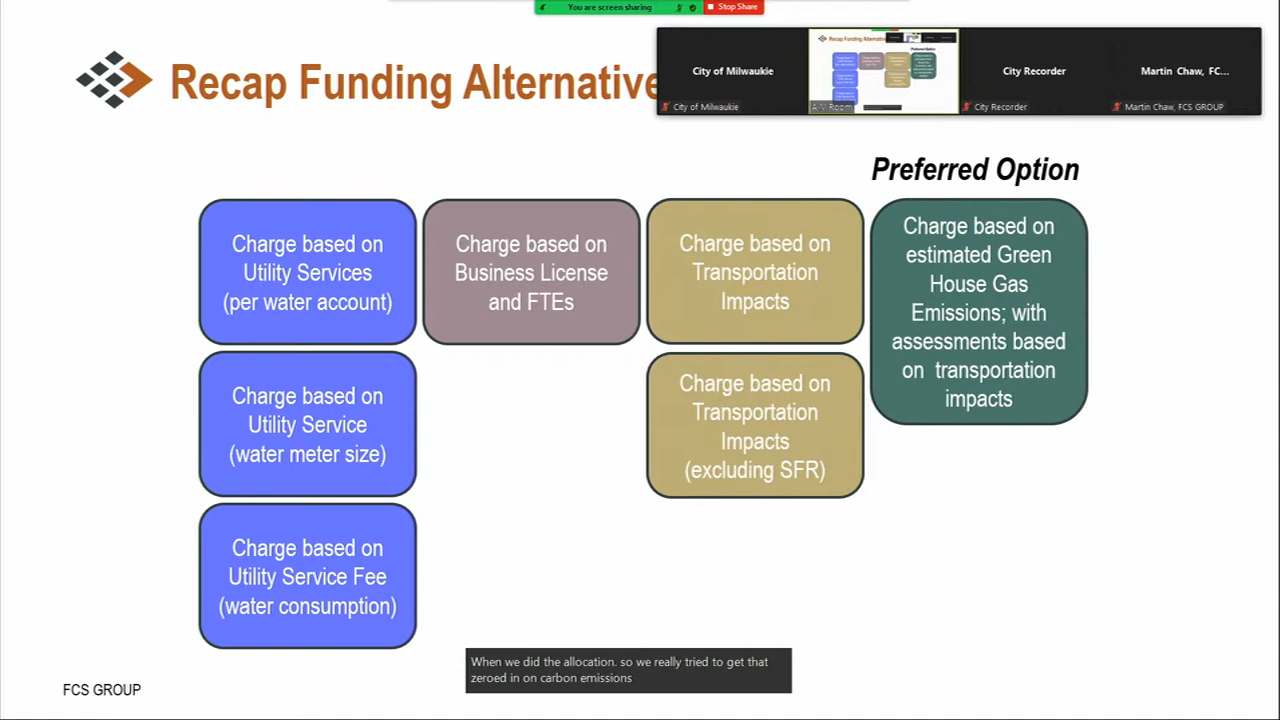 You are screen sharing
Stop Share
Recap Funding Alternative
City of Milwaukie
City of Milwaukie
A/V Room
City Recorder
City Recorder
Martin Chaw, FCS GROUP
Preferred Option
Charge based on
Utility Services
(per water account)
Charge based on
Business License
and FTEs
Charge based on
Transportation
Impacts
Charge based on
estimated Green
House Gas
Emissions; with
assessments based
on transportation
impacts
Charge based on
Utility Service
(water meter size)
Charge based on
Transportation
Impacts
(excluding SFR)
Charge based on
Utility Service Fee
(water consumption)
When we did the allocation. so we really tried to get that
zeroed in on carbon emissions
FCS GROUP